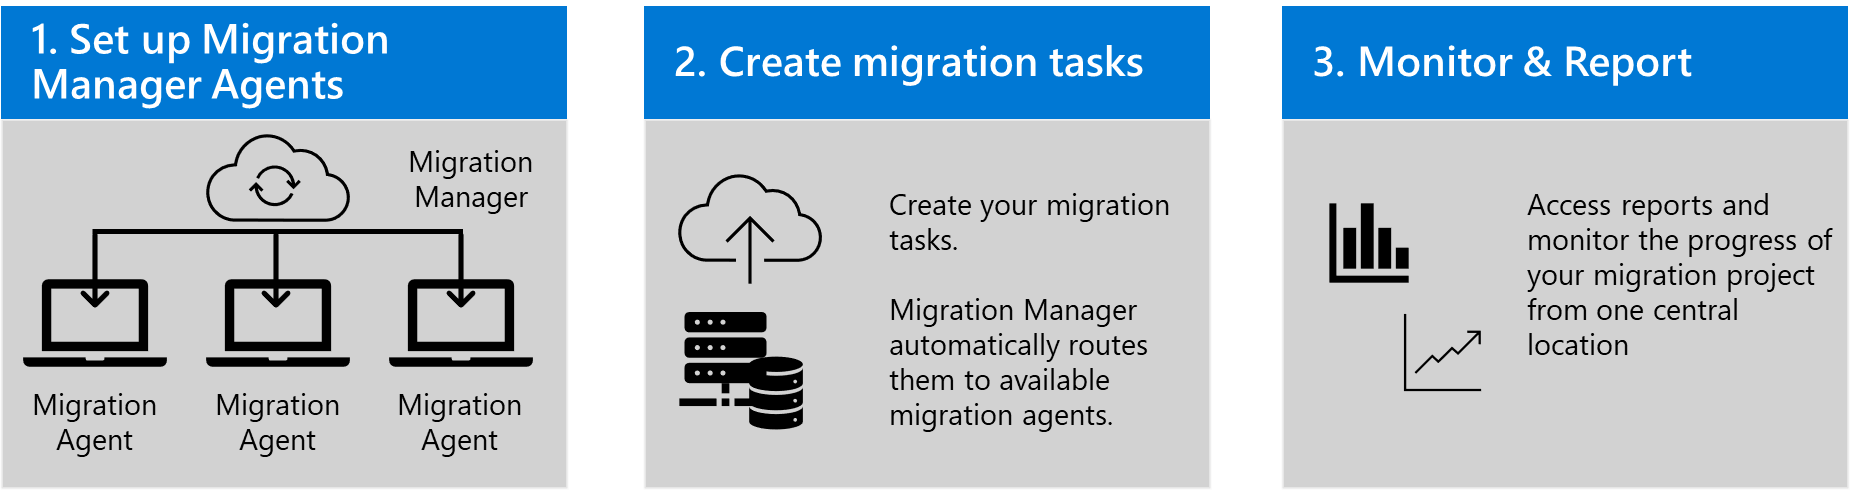 1. Set up Migration
Manager Agents
Migration
Manager
Migration
Agent
Migration
Agent
Migration
Agent
2. Create migration tasks
Create your migration
tasks.
Migration Manager
automatically routes
them to available
migration agents.
3. Monitor & Report
Access reports and
monitor the progress of
your migration project
from one central
location